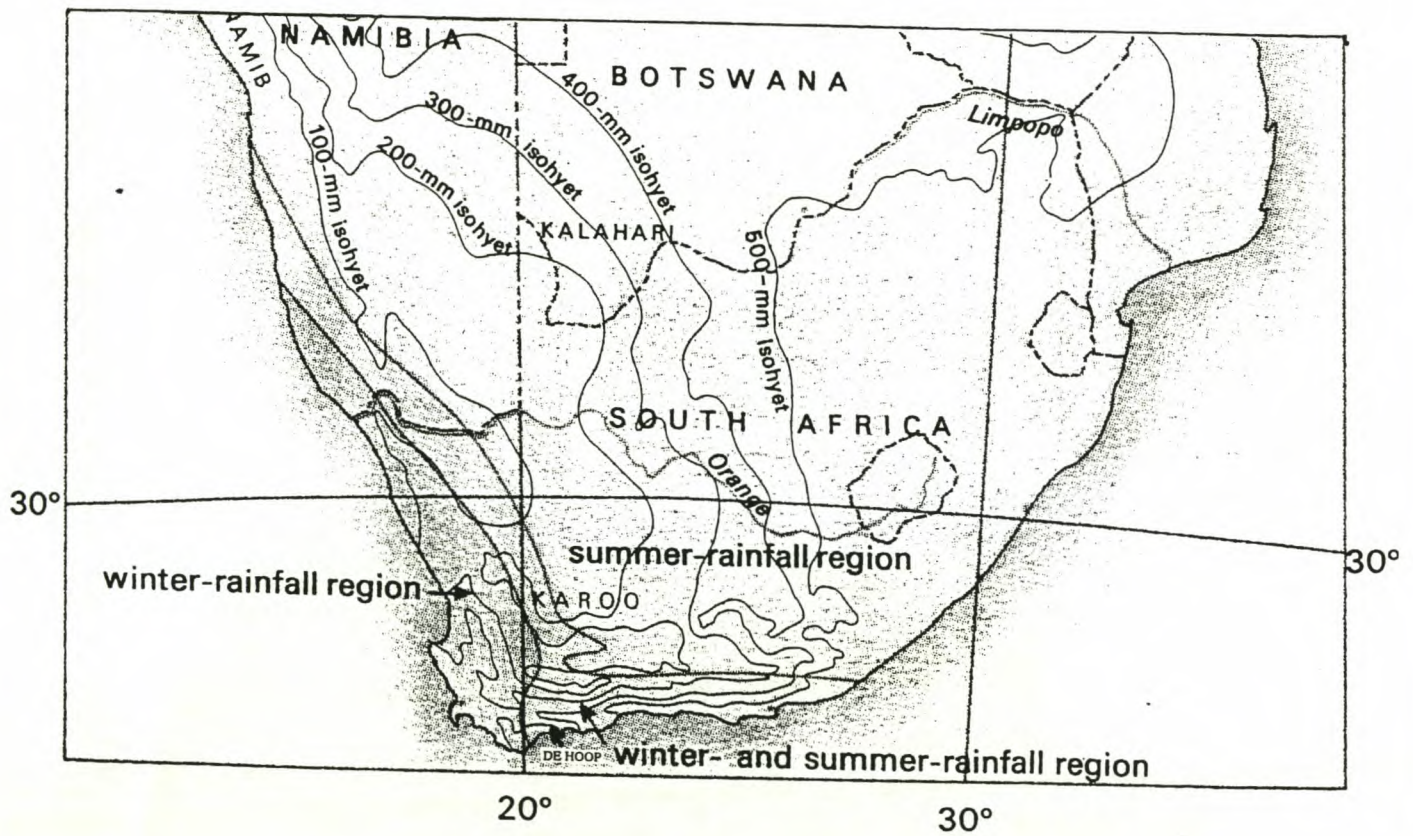 NAMIBIA
NAMIB
BOTSWANA
400-mm isohyet
300-mm isohyet
100-mm isohyet
200-mm isohyet
Limpopo
KALAHARI
500-mm Isohyet
SOUTH AFRICA
Orange
30°
summer-rainfall region
30°
winter-rainfall region
KAROO
DE HOOP
winter- and summer-rainfall region
20°
30°